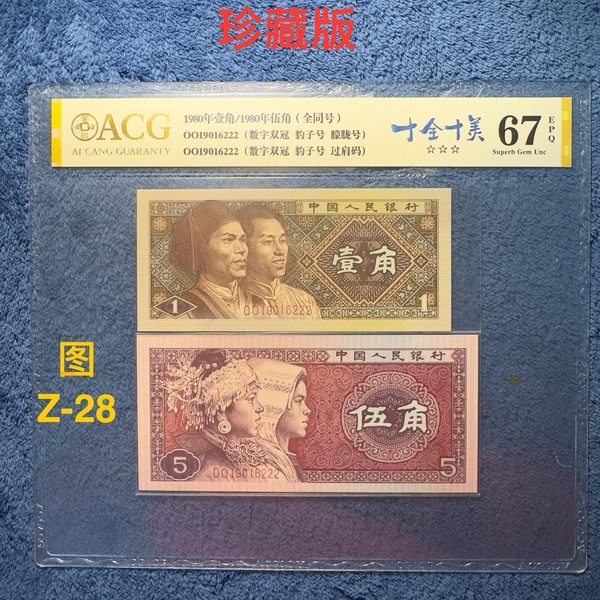 珍藏版
ACG
AI CANG GUARANTY
1980年壹角/1980年伍角（全同号）
OO19016222（数字双冠 豹子号 朦胧号）
OO19016222（数字双冠 豹子号 过肩码）
十全十美
☆☆☆
67 EPQ
Superb Gem Unc
中国人民银行
壹角
1
OO19016222
1
图
Z-28
中国人民银行
伍角
5
OO19016222
5